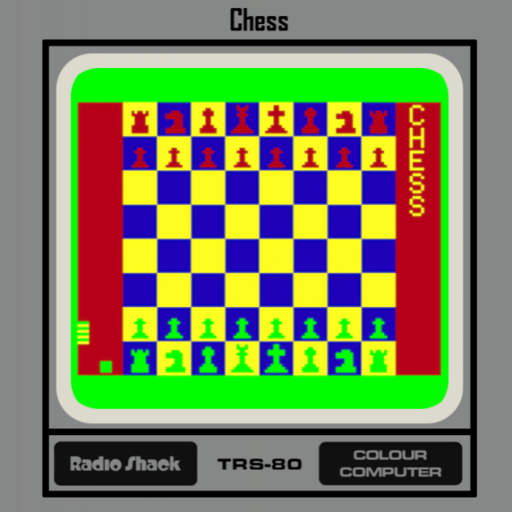 Chess
CHESS
Radio Shack
TRS-80
COLOUR
COMPUTER